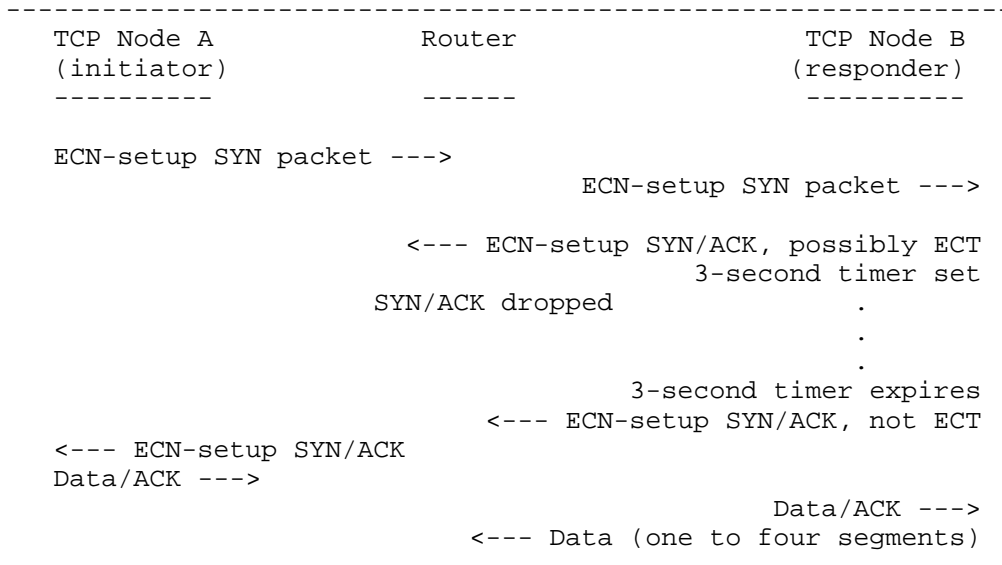 ---------------------------------------------------------------
TCP Node A             Router                  TCP Node B
(initiator)                                   (responder)
----------             ------                  ----------
ECN-setup SYN packet --->
                                 ECN-setup SYN packet --->
                      <--- ECN-setup SYN/ACK, possibly ECT
                                        3-second timer set
                    SYN/ACK dropped               .
                                                  .
                                                  .
                                    3-second timer expires
                           <--- ECN-setup SYN/ACK, not ECT
<--- ECN-setup SYN/ACK
Data/ACK --->
                                             Data/ACK --->
                          <--- Data (one to four segments)